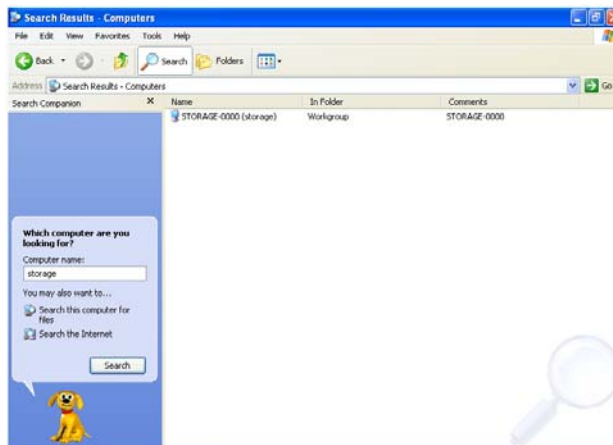 Search Results - Computers
File Edit View Favorites Tools Help
Back Search Folders
Address Search Results - Computers Go
Search Companion Name In Folder Comments
STORAGE-0000 (storage) Workgroup STORAGE-0000
Which computer are you
looking for?
Computer name:
storage
You may also want to...
Search this computer for
files
Search the Internet
Search